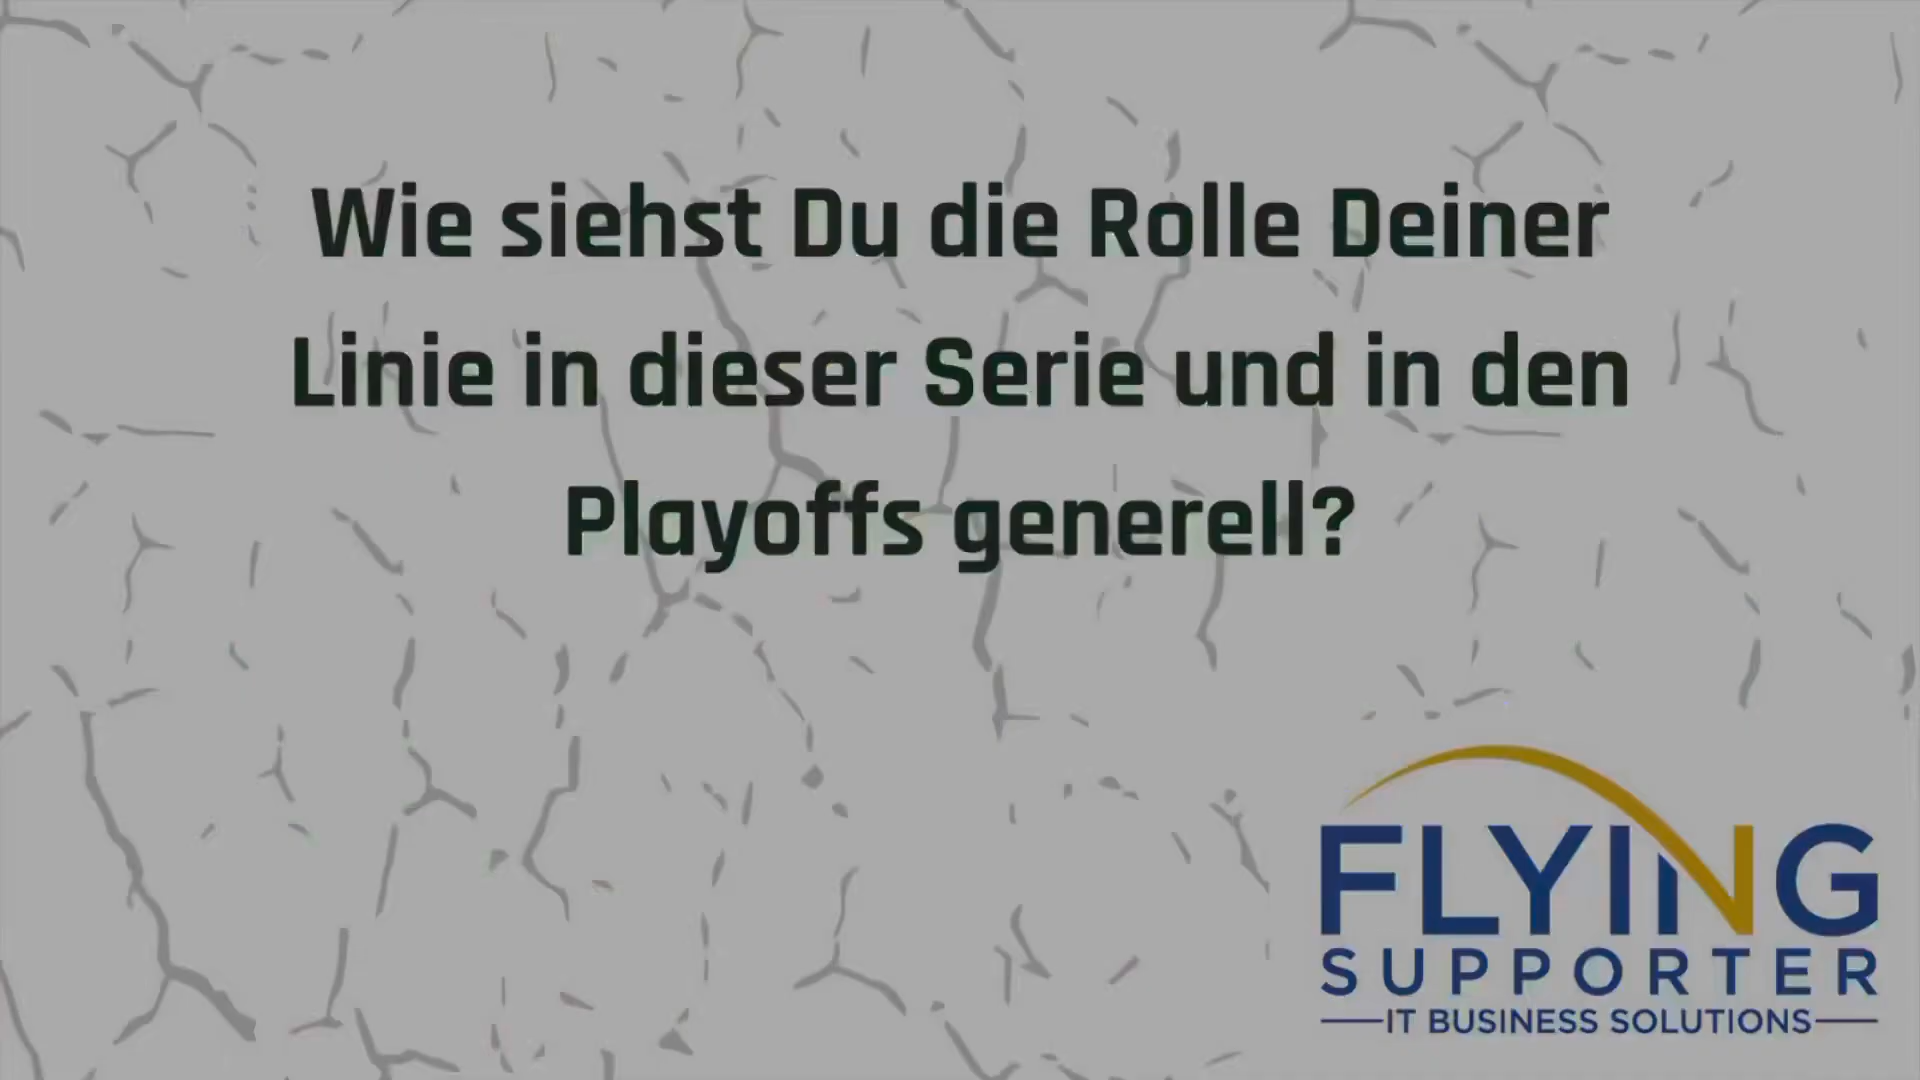 Wie siehst Du die Rolle Deiner
Linie in dieser Serie und in den
Playoffs generell?
FLYING
SUPPORTER
IT BUSINESS SOLUTIONS